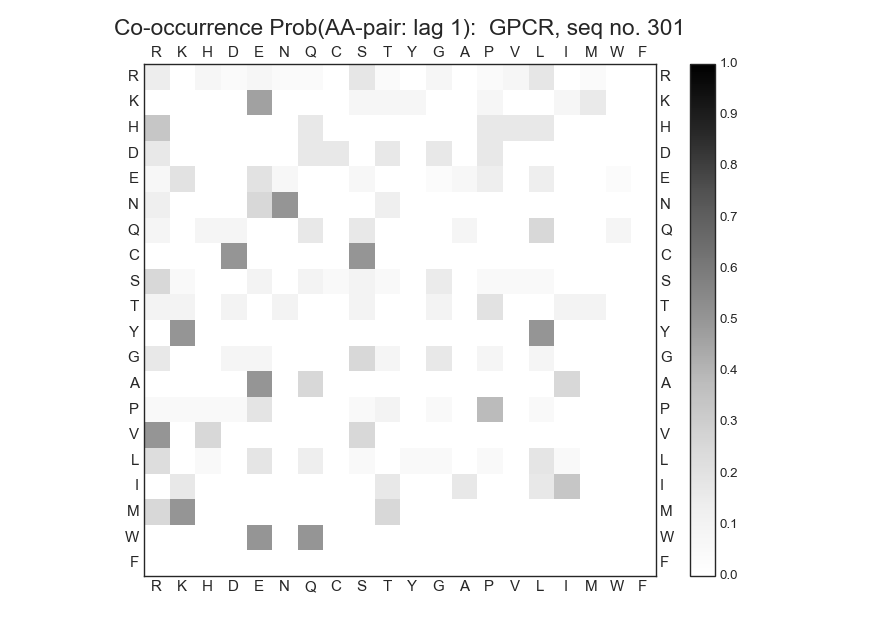 Co-occurrence Prob(AA-pair: lag 1):  GPCR, seq no. 301
R K H D E N Q C S T Y G A P V L I M W F
R R
K K
H H
D D
E E
N N
Q Q
C C
S S
T T
Y Y
G G
A A
P P
V V
L L
I I
M M
W W
F F
R K H D E N Q C S T Y G A P V L I M W F
1.0
0.9
0.8
0.7
0.6
0.5
0.4
0.3
0.2
0.1
0.0